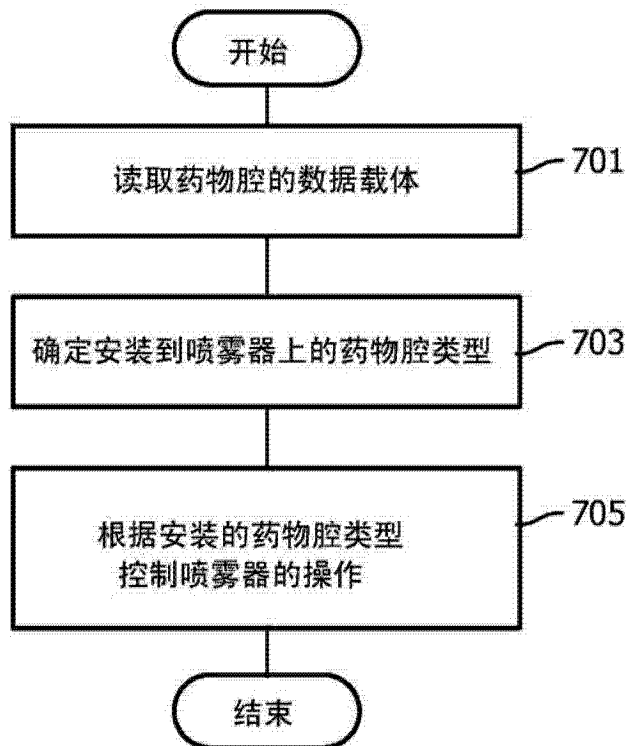 开始
读取药物腔的数据载体
701
确定安装到喷雾器上的药物腔类型
703
根据安装的药物腔类型
控制喷雾器的操作
705
结束